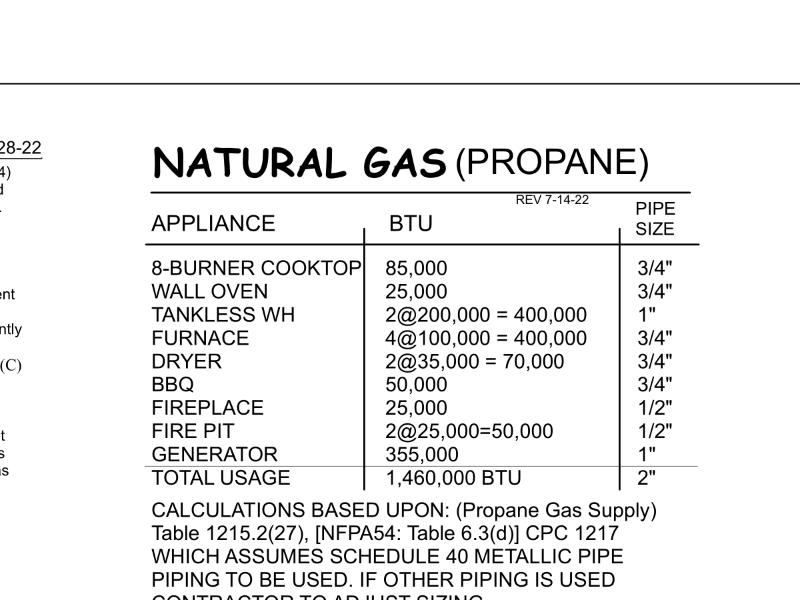 28-22
4)
d
NATURAL GAS (PROPANE)
REV 7-14-22
APPLIANCE BTU PIPE SIZE
8-BURNER COOKTOP 85,000 3/4"
WALL OVEN 25,000 3/4"
TANKLESS WH 2@200,000 = 400,000 1"
FURNACE 4@100,000 = 400,000 3/4"
DRYER 2@35,000 = 70,000 3/4"
BBQ 50,000 3/4"
FIREPLACE 25,000 1/2"
FIRE PIT 2@25,000=50,000 1/2"
GENERATOR 355,000 1"
TOTAL USAGE 1,460,000 BTU 2"
CALCULATIONS BASED UPON: (Propane Gas Supply)
Table 1215.2(27), [NFPA54: Table 6.3(d)] CPC 1217
WHICH ASSUMES SCHEDULE 40 METALLIC PIPE
PIPING TO BE USED. IF OTHER PIPING IS USED
CONTRACTOR TO ADJUST SIZING
ent
ntly
(C)
t
s
as